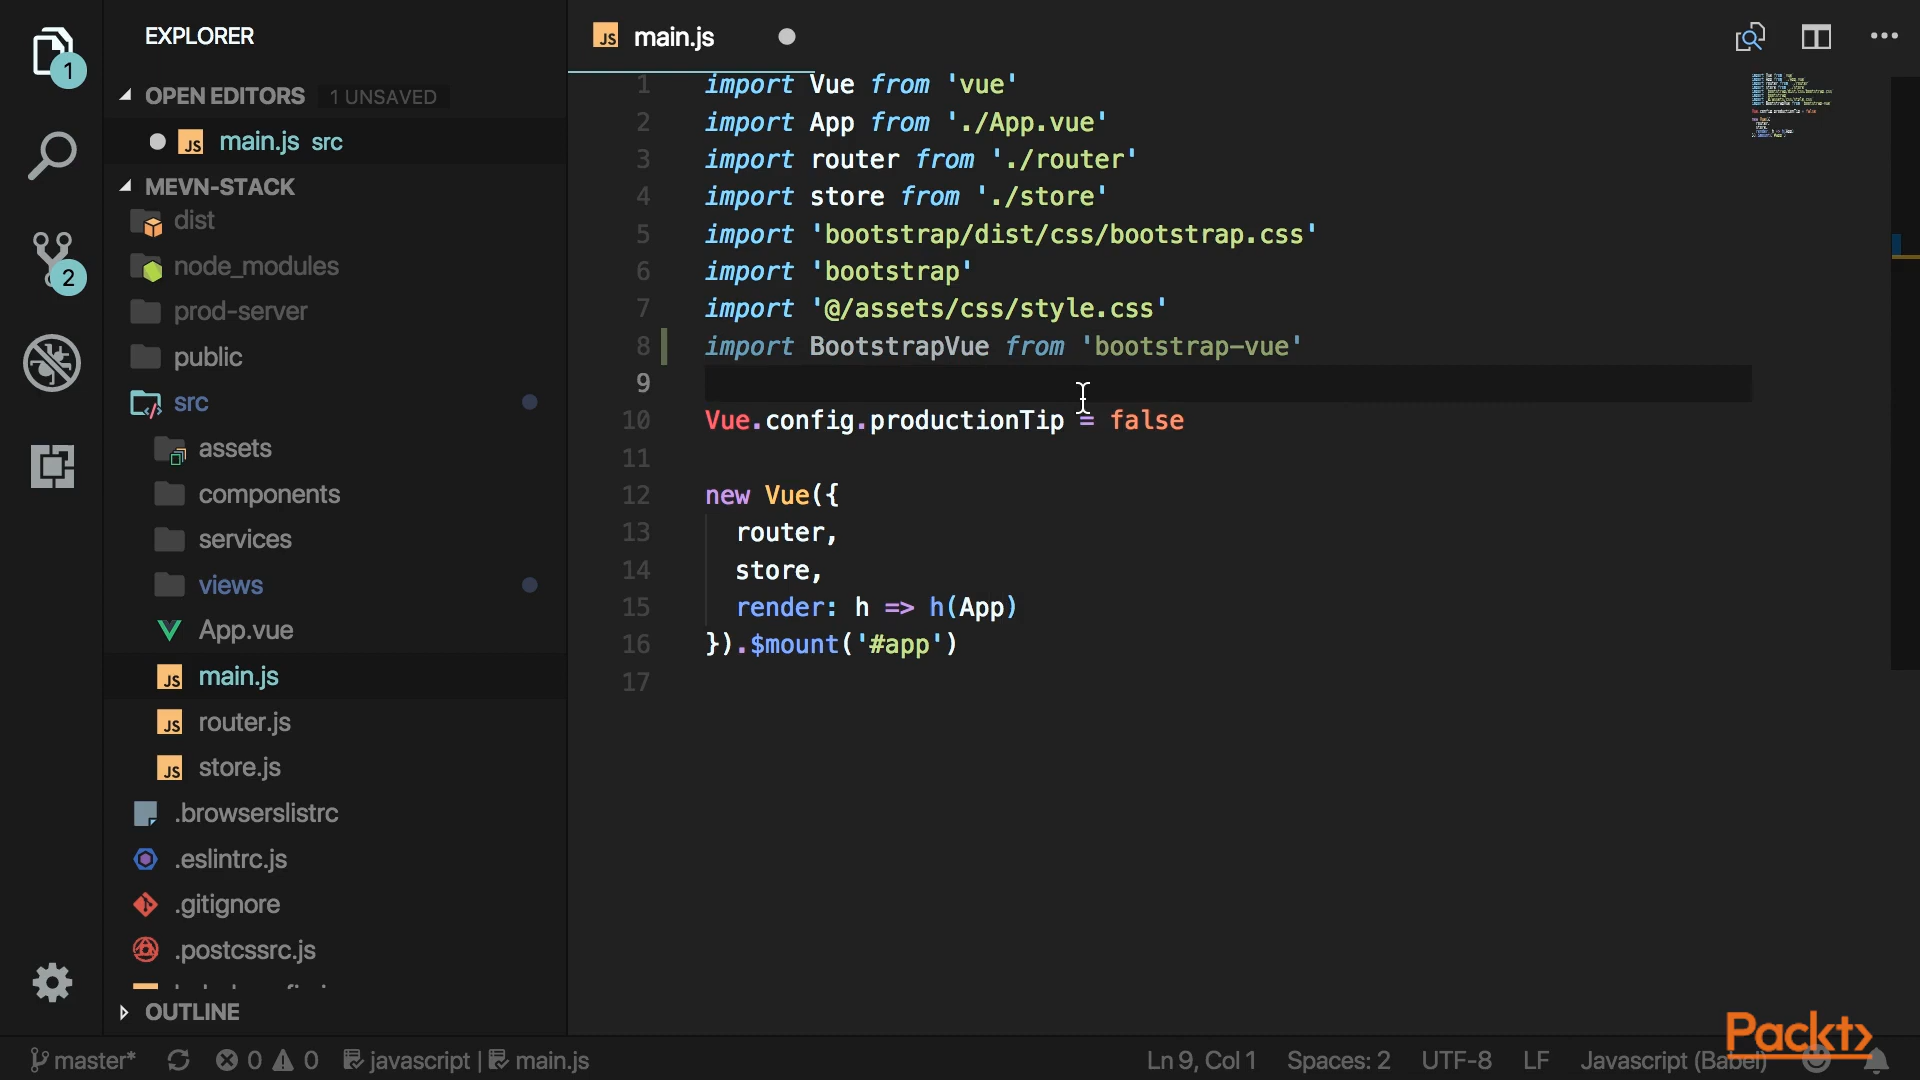 EXPLORER
OPEN EDITORS 1 UNSAVED
main.js src
MEVN-STACK
dist
node_modules
prod-server
public
src
assets
components
services
views
App.vue
main.js
router.js
store.js
.browserslistrc
.eslintrc.js
.gitignore
.postcssrc.js
OUTLINE
1
2
main.js
1 import Vue from 'vue'
2 import App from './App.vue'
3 import router from './router'
4 import store from './store'
5 import 'bootstrap/dist/css/bootstrap.css'
6 import 'bootstrap'
7 import '@/assets/css/style.css'
8 import BootstrapVue from 'bootstrap-vue'
9
10 Vue.config.productionTip = false
11
12 new Vue({
13 router,
14 store,
15 render: h => h(App)
16 }).$mount('#app')
17
Packt>
master* 0 0 javascript | main.js Ln 9, Col 1 Spaces: 2 UTF-8 LF Javascript (Babel)